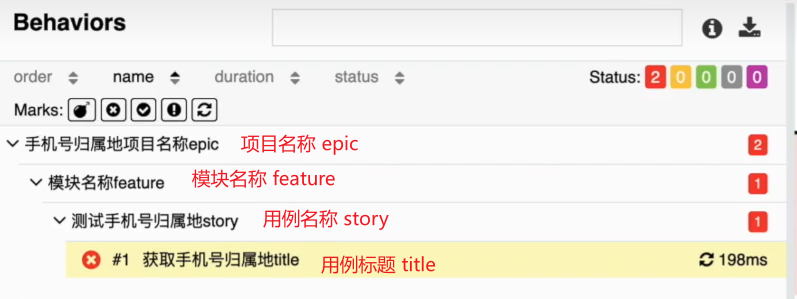 Behaviors
order name duration status Status: 2 0 0 0 0
Marks:
手机号归属地项目名称epic 项目名称 epic 2
模块名称feature 模块名称 feature 1
测试手机号归属地story 用例名称 story 1
#1 获取手机号归属地title 用例标题 title 198ms